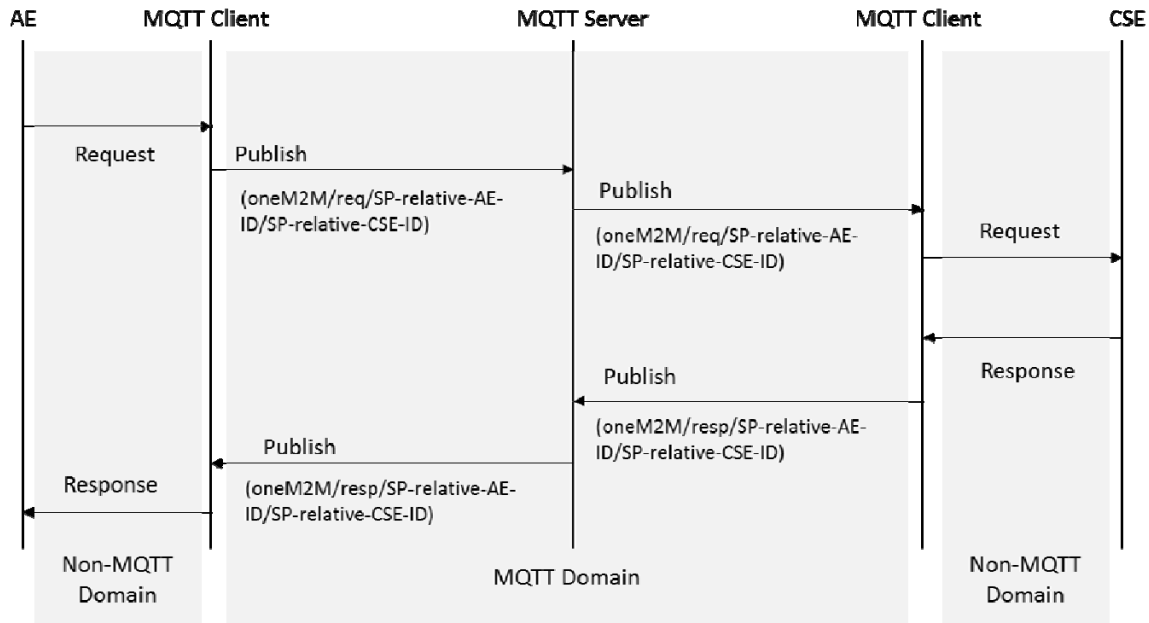 AE
MQTT Client
MQTT Server
MQTT Client
CSE
Request
Publish
(oneM2M/req/SP-relative-AE-
ID/SP-relative-CSE-ID)
Publish
(oneM2M/req/SP-relative-AE-
ID/SP-relative-CSE-ID)
Request
Response
Publish
(oneM2M/resp/SP-relative-AE-
ID/SP-relative-CSE-ID)
Publish
(oneM2M/resp/SP-relative-AE-
ID/SP-relative-CSE-ID)
Response
Non-MQTT
Domain
MQTT Domain
Non-MQTT
Domain